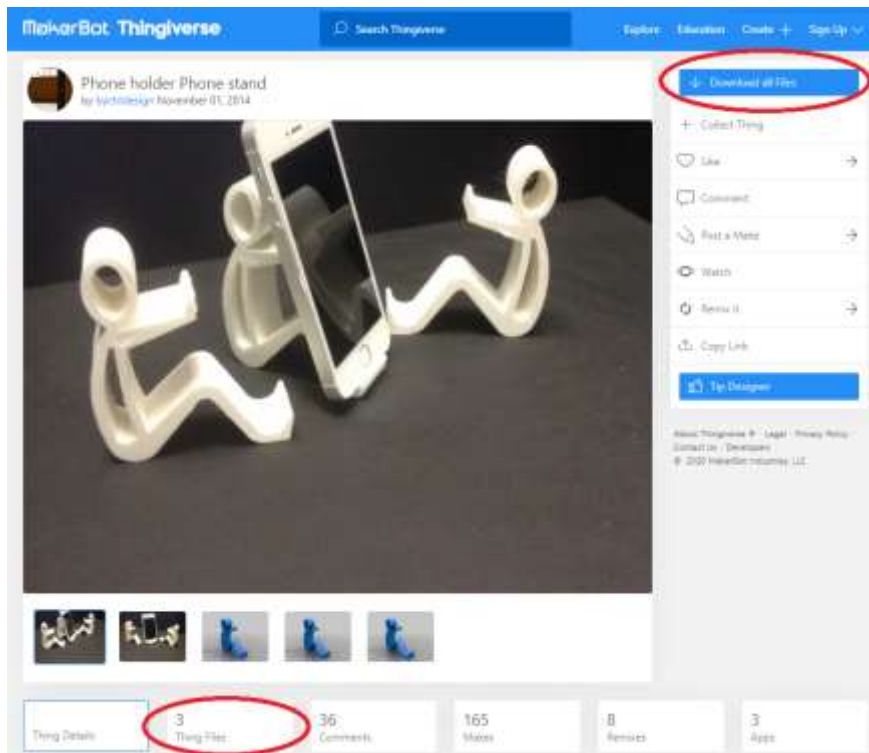 MakerBot Thingiverse
Search Thingiverse
Explore Education Create + Sign Up
Phone holder Phone stand
by November 01, 2014
Download all Files
Collect Thing
Like
Comment
Post a Make
Watch
Remix it
Copy Link
Tip Designer
About Thingiverse ® · Legal · Privacy Policy ·
Contact Us · Developers
© 2020 MakerBot Industries, LLC
Thing Details
3
Thing Files
36
Comments
165
Makes
8
Remixes
3
Apps